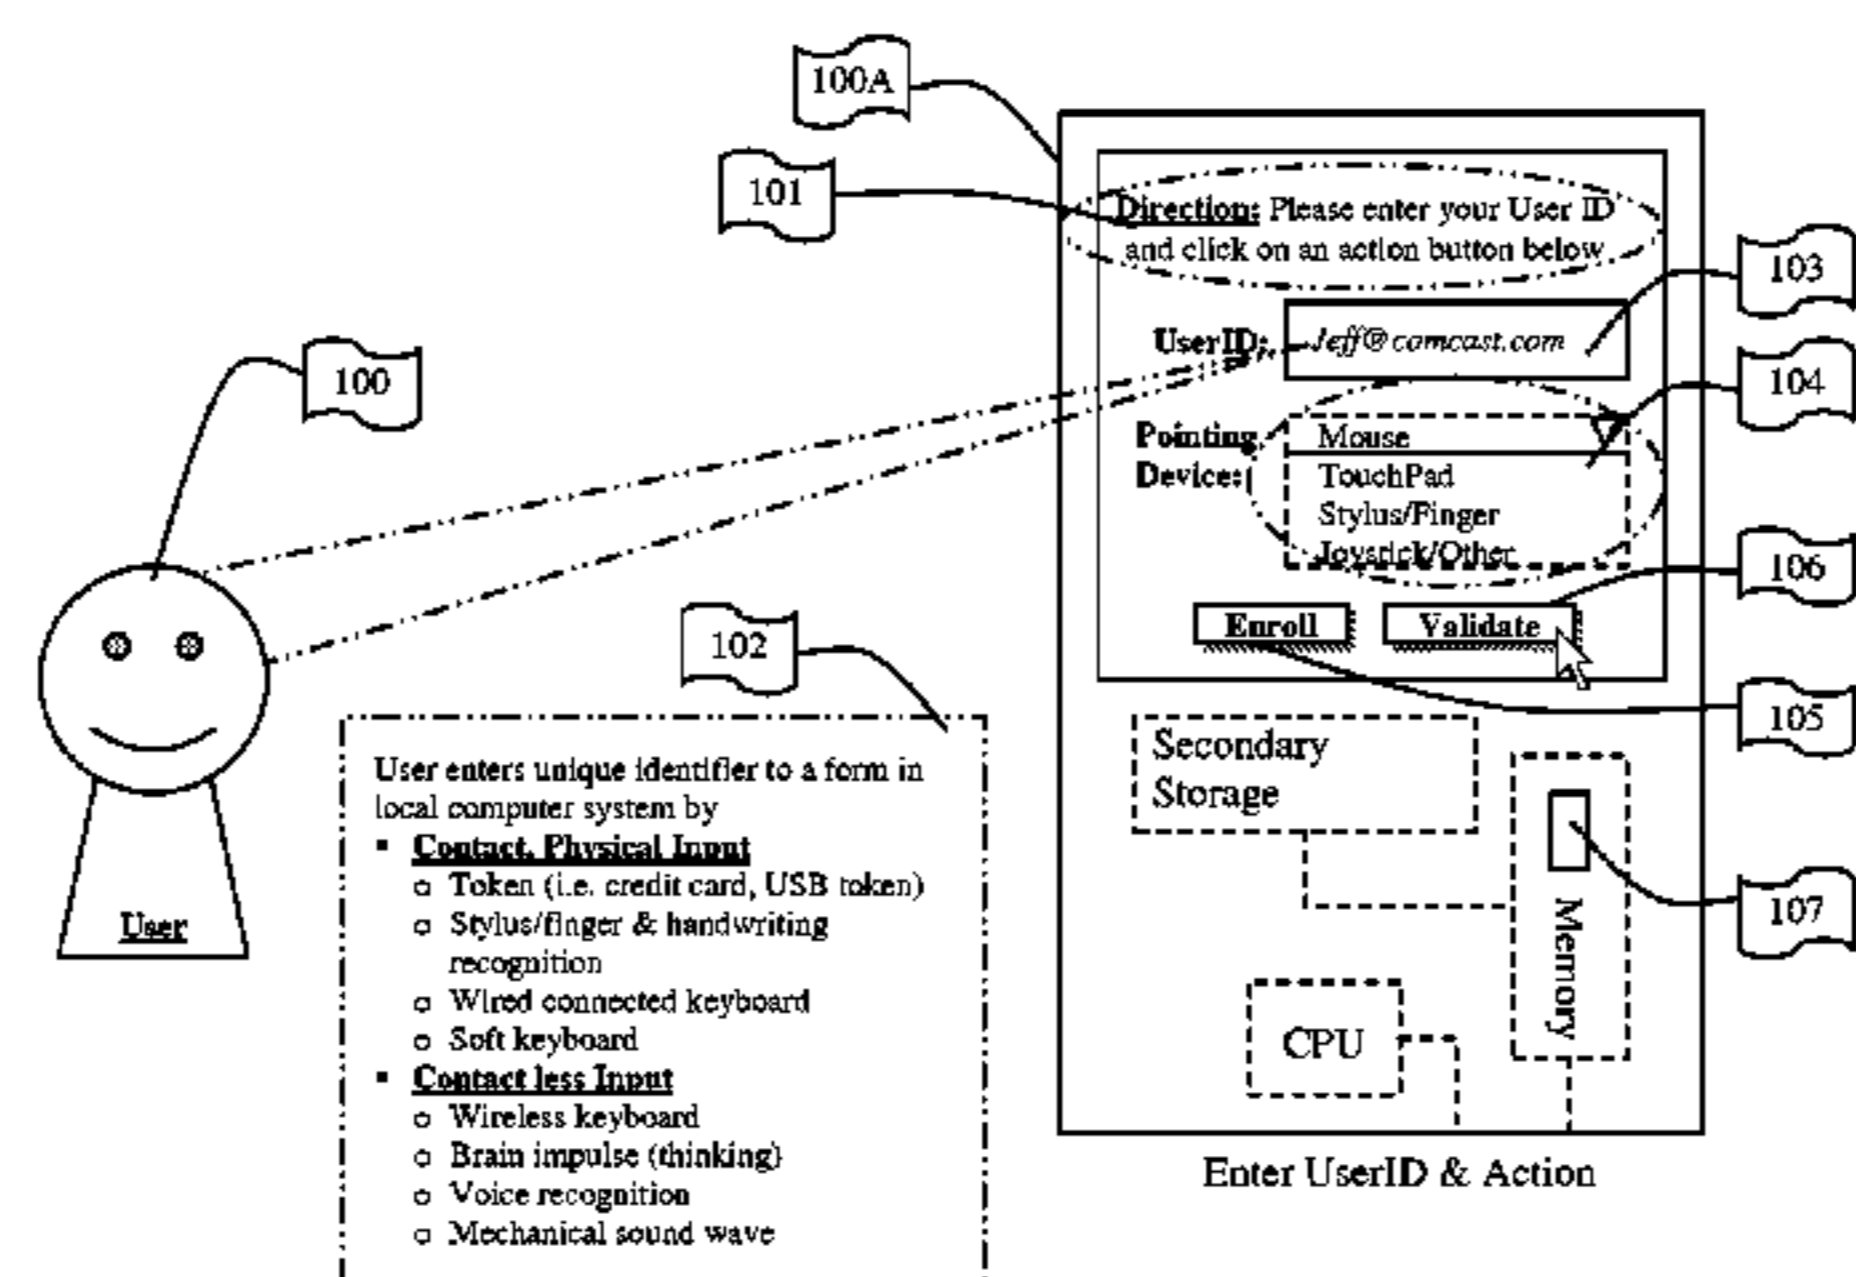 100A
101
Direction: Please enter your User ID
and click on an action button below
103
UserID:
Jeff@comcast.com
100
104
Pointing
Device:
Mouse
TouchPad
Stylus/Finger
Joystick/Other
106
Enroll
Validate
102
105
User enters unique identifier to a form in
local computer system by
▪ Contact, Physical Input
o Token (i.e. credit card, USB token)
o Stylus/finger & handwriting
recognition
o Wired connected keyboard
o Soft keyboard
▪ Contact less Input
o Wireless keyboard
o Brain impulse (thinking)
o Voice recognition
o Mechanical sound wave
User
Secondary
Storage
107
Memory
CPU
Enter UserID & Action